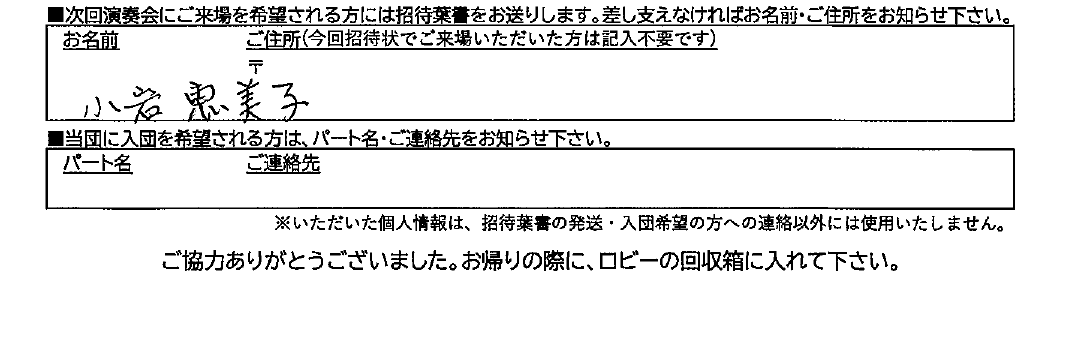 ■次回演奏会にご来場を希望される方には招待葉書をお送りします。差し支えなければお名前・ご住所をお知らせ下さい。
お名前 ご住所(今回招待状でご来場いただいた方は記入不要です)
〒
小岩 恵美子
■当団に入団を希望される方は、パート名・ご連絡先をお知らせ下さい。
パート名 ご連絡先
※いただいた個人情報は、招待葉書の発送・入団希望の方への連絡以外には使用いたしません。
ご協力ありがとうございました。お帰りの際に、ロビーの回収箱に入れて下さい。